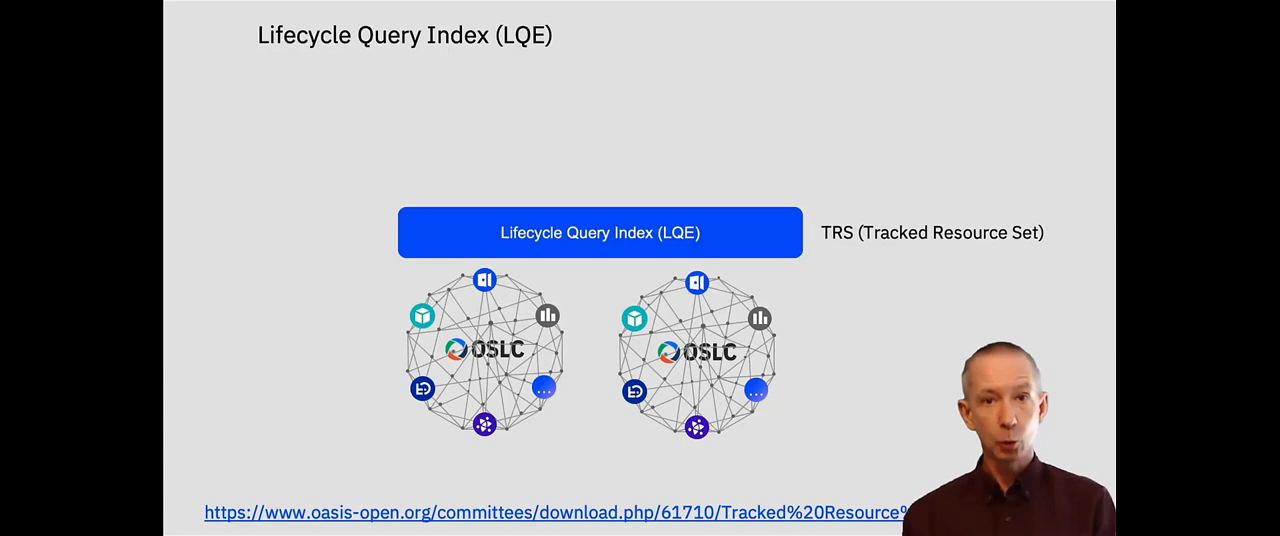 Lifecycle Query Index (LQE)
Lifecycle Query Index (LQE)
TRS (Tracked Resource Set)
OSLC
OSLC
https://www.oasis-open.org/committees/download.php/61710/Tracked%20Resource%